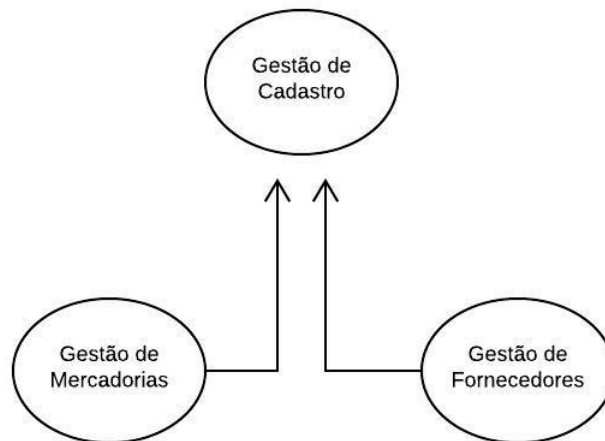 Gestão de
Cadastro
Gestão de
Mercadorias
Gestão de
Fornecedores